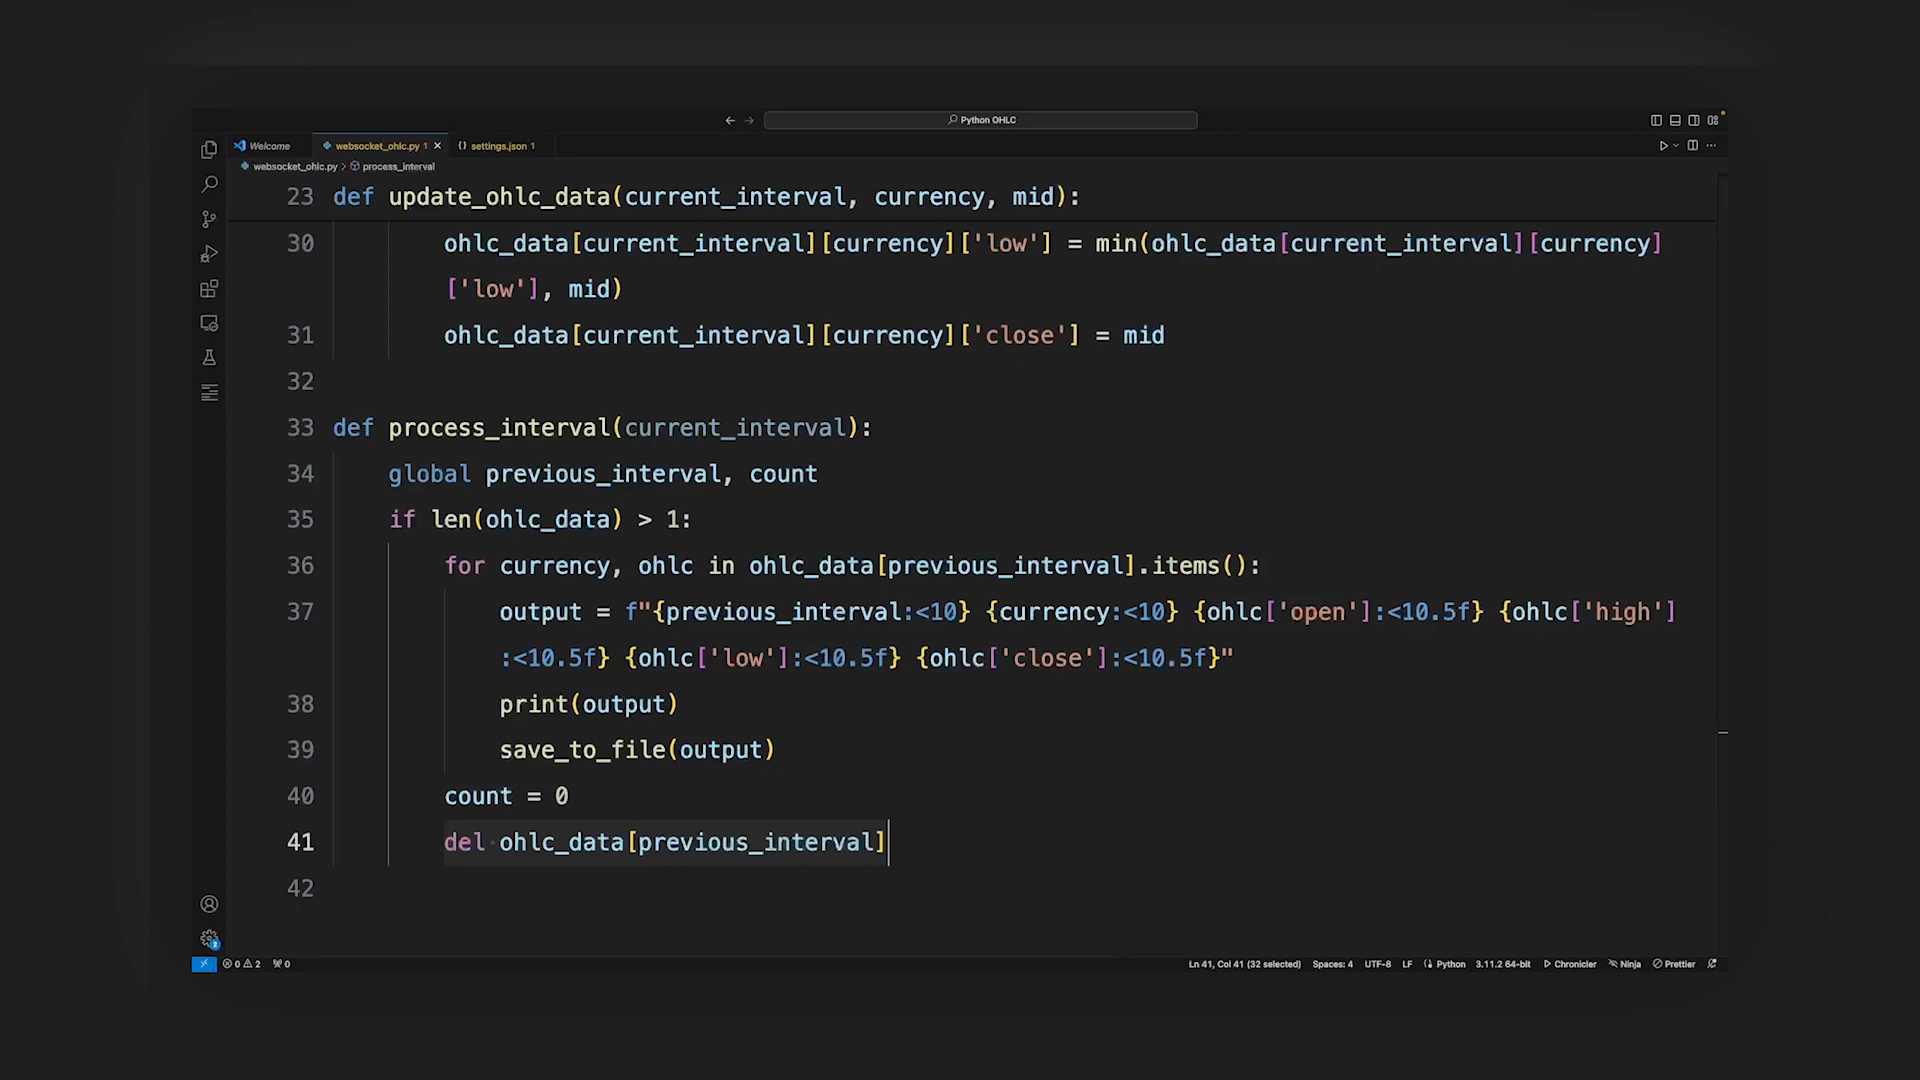 Python OHLC
Welcome
websocket_ohlc.py 1
settings.json 1
websocket_ohlc.py > process_interval
23 def update_ohlc_data(current_interval, currency, mid):
30 ohlc_data[current_interval][currency]['low'] = min(ohlc_data[current_interval][currency]
['low'], mid)
31 ohlc_data[current_interval][currency]['close'] = mid
32
33 def process_interval(current_interval):
34 global previous_interval, count
35 if len(ohlc_data) > 1:
36 for currency, ohlc in ohlc_data[previous_interval].items():
37 output = f"{previous_interval:<10} {currency:<10} {ohlc['open']:<10.5f} {ohlc['high']
:<10.5f} {ohlc['low']:<10.5f} {ohlc['close']:<10.5f}"
38 print(output)
39 save_to_file(output)
40 count = 0
41 del ohlc_data[previous_interval]
42
2
0 2 0 Ln 41, Col 41 (32 selected) Spaces: 4 UTF-8 LF Python 3.11.2 64-bit Chronicler Ninja Prettier